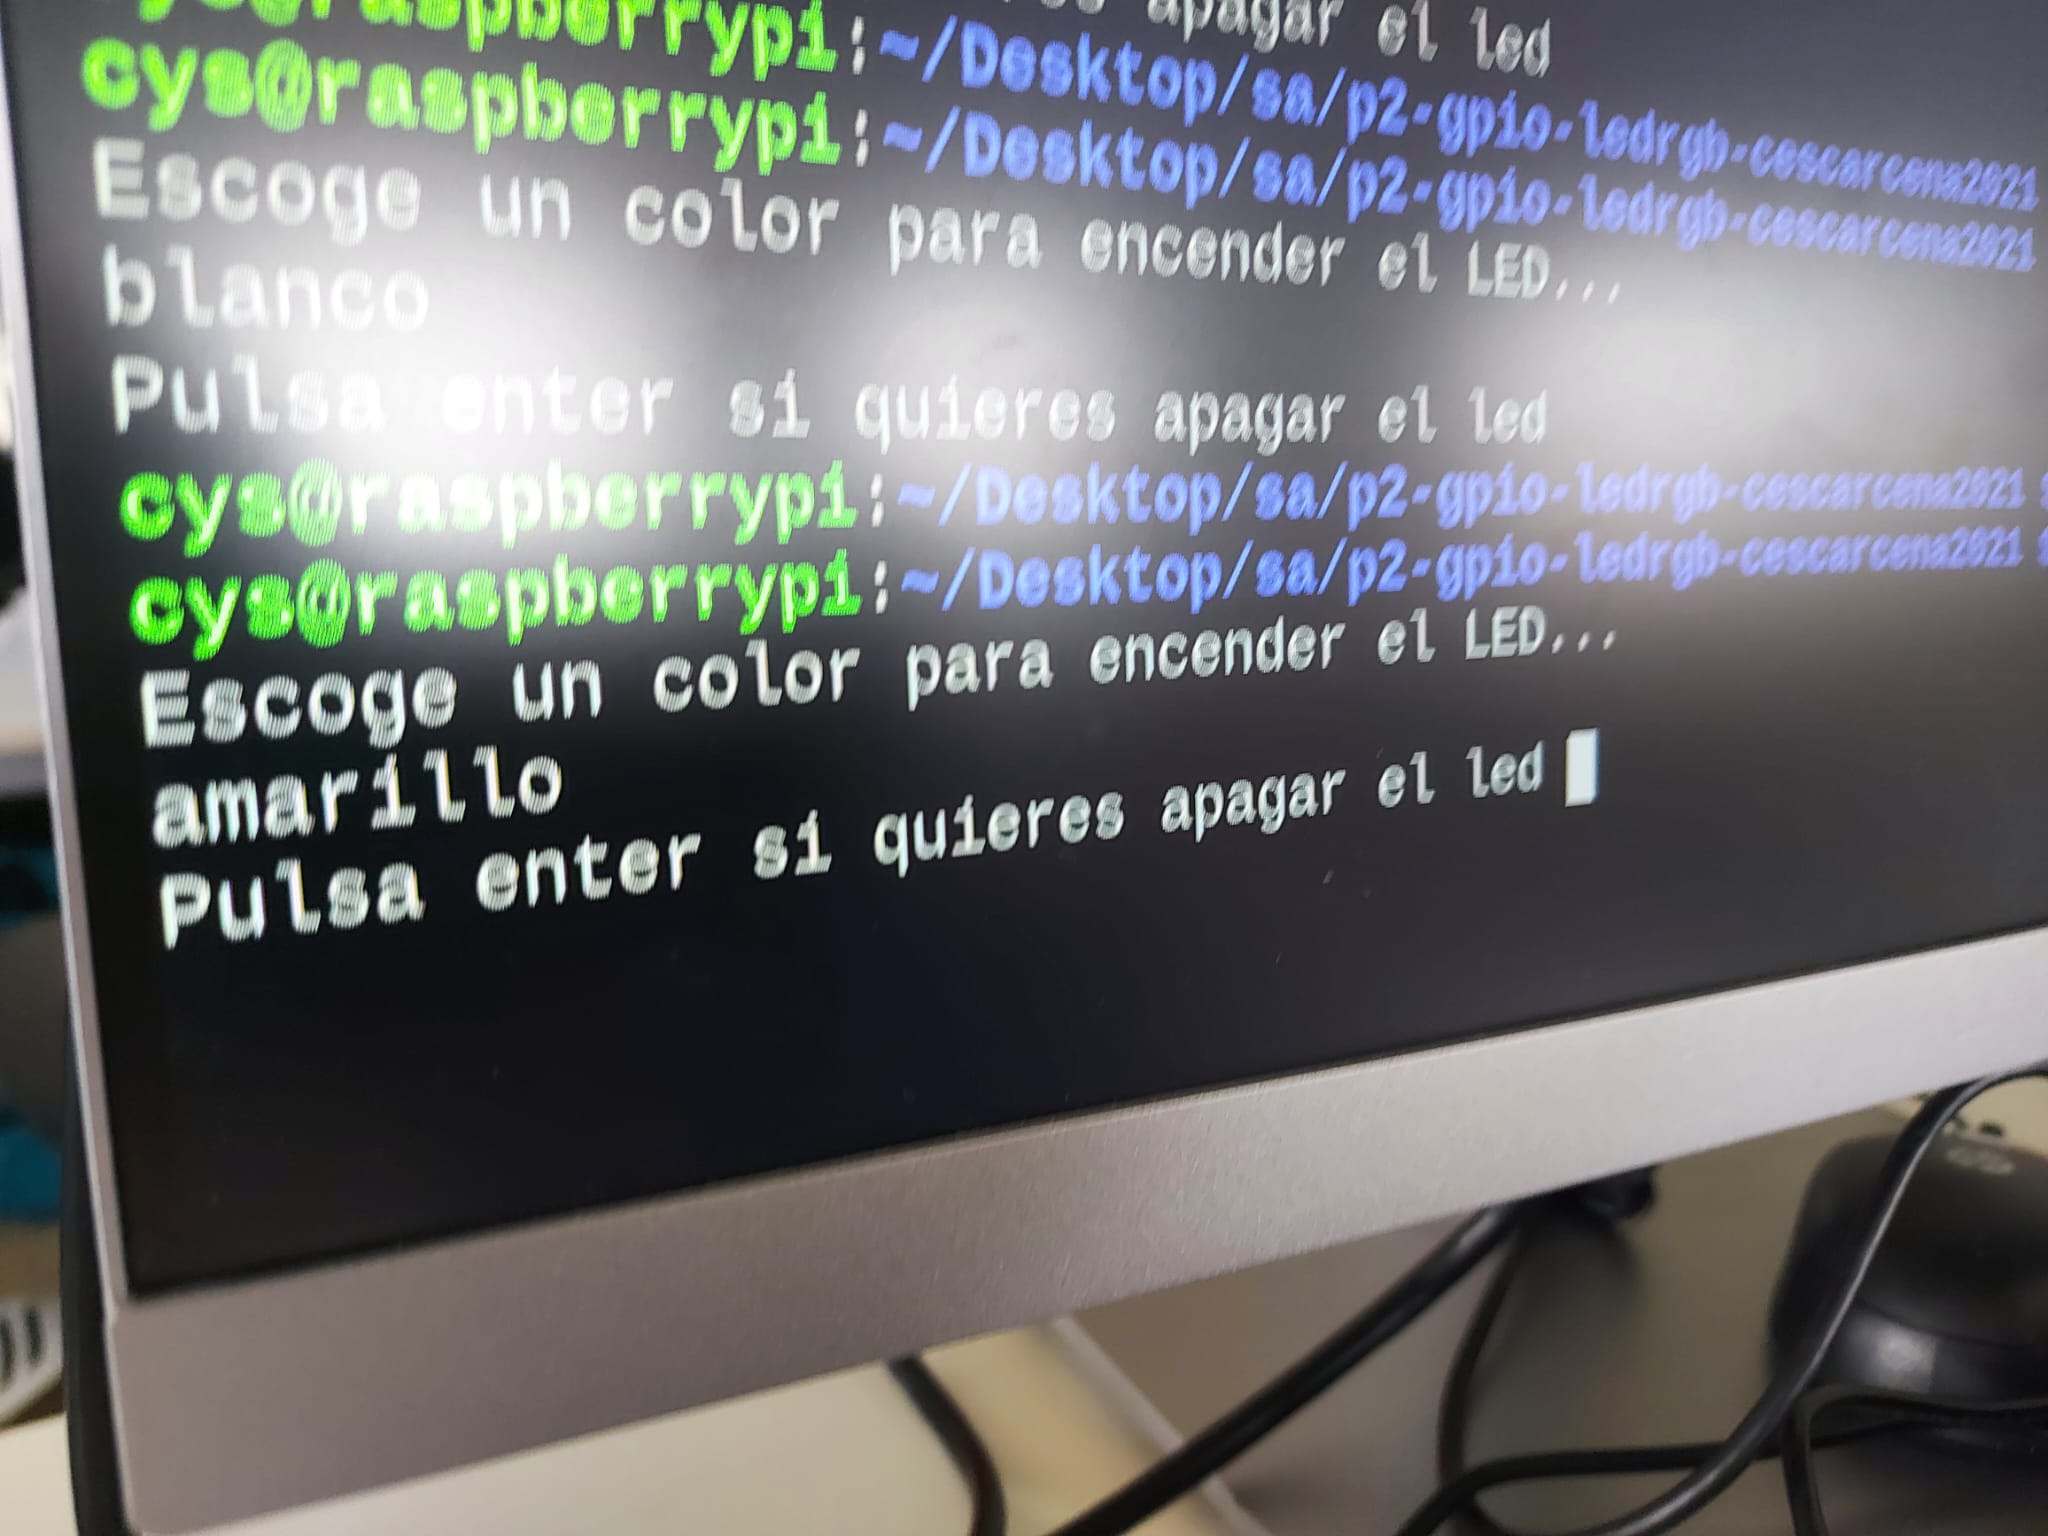 apagar el led
cys@raspberrypi:~/Desktop/sa/p2-gpio-ledrgb-cescarcena2021
cys@raspberrypi:~/Desktop/sa/p2-gpio-ledrgb-cescarcena2021
Escoge un color para encender el LED...
blanco
Pulsa enter si quieres apagar el led
cys@raspberrypi:~/Desktop/sa/p2-gpio-ledrgb-cescarcena2021
cys@raspberrypi:~/Desktop/sa/p2-gpio-ledrgb-cescarcena2021
Escoge un color para encender el LED...
amarillo
Pulsa enter si quieres apagar el led